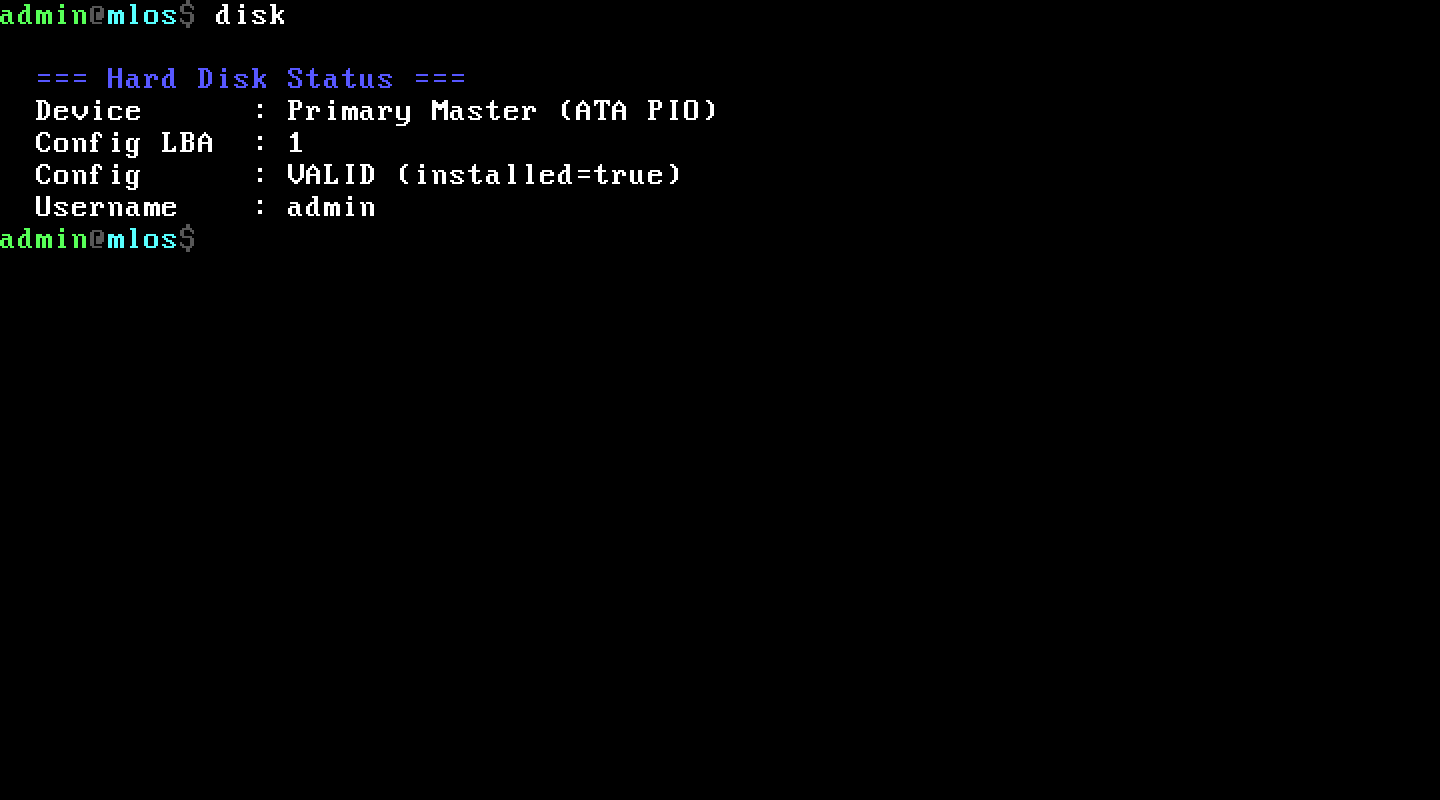 admin@mlos$ disk
=== Hard Disk Status ===
Device      : Primary Master (ATA PIO)
Config LBA  : 1
Config      : VALID (installed=true)
Username    : admin
admin@mlos$